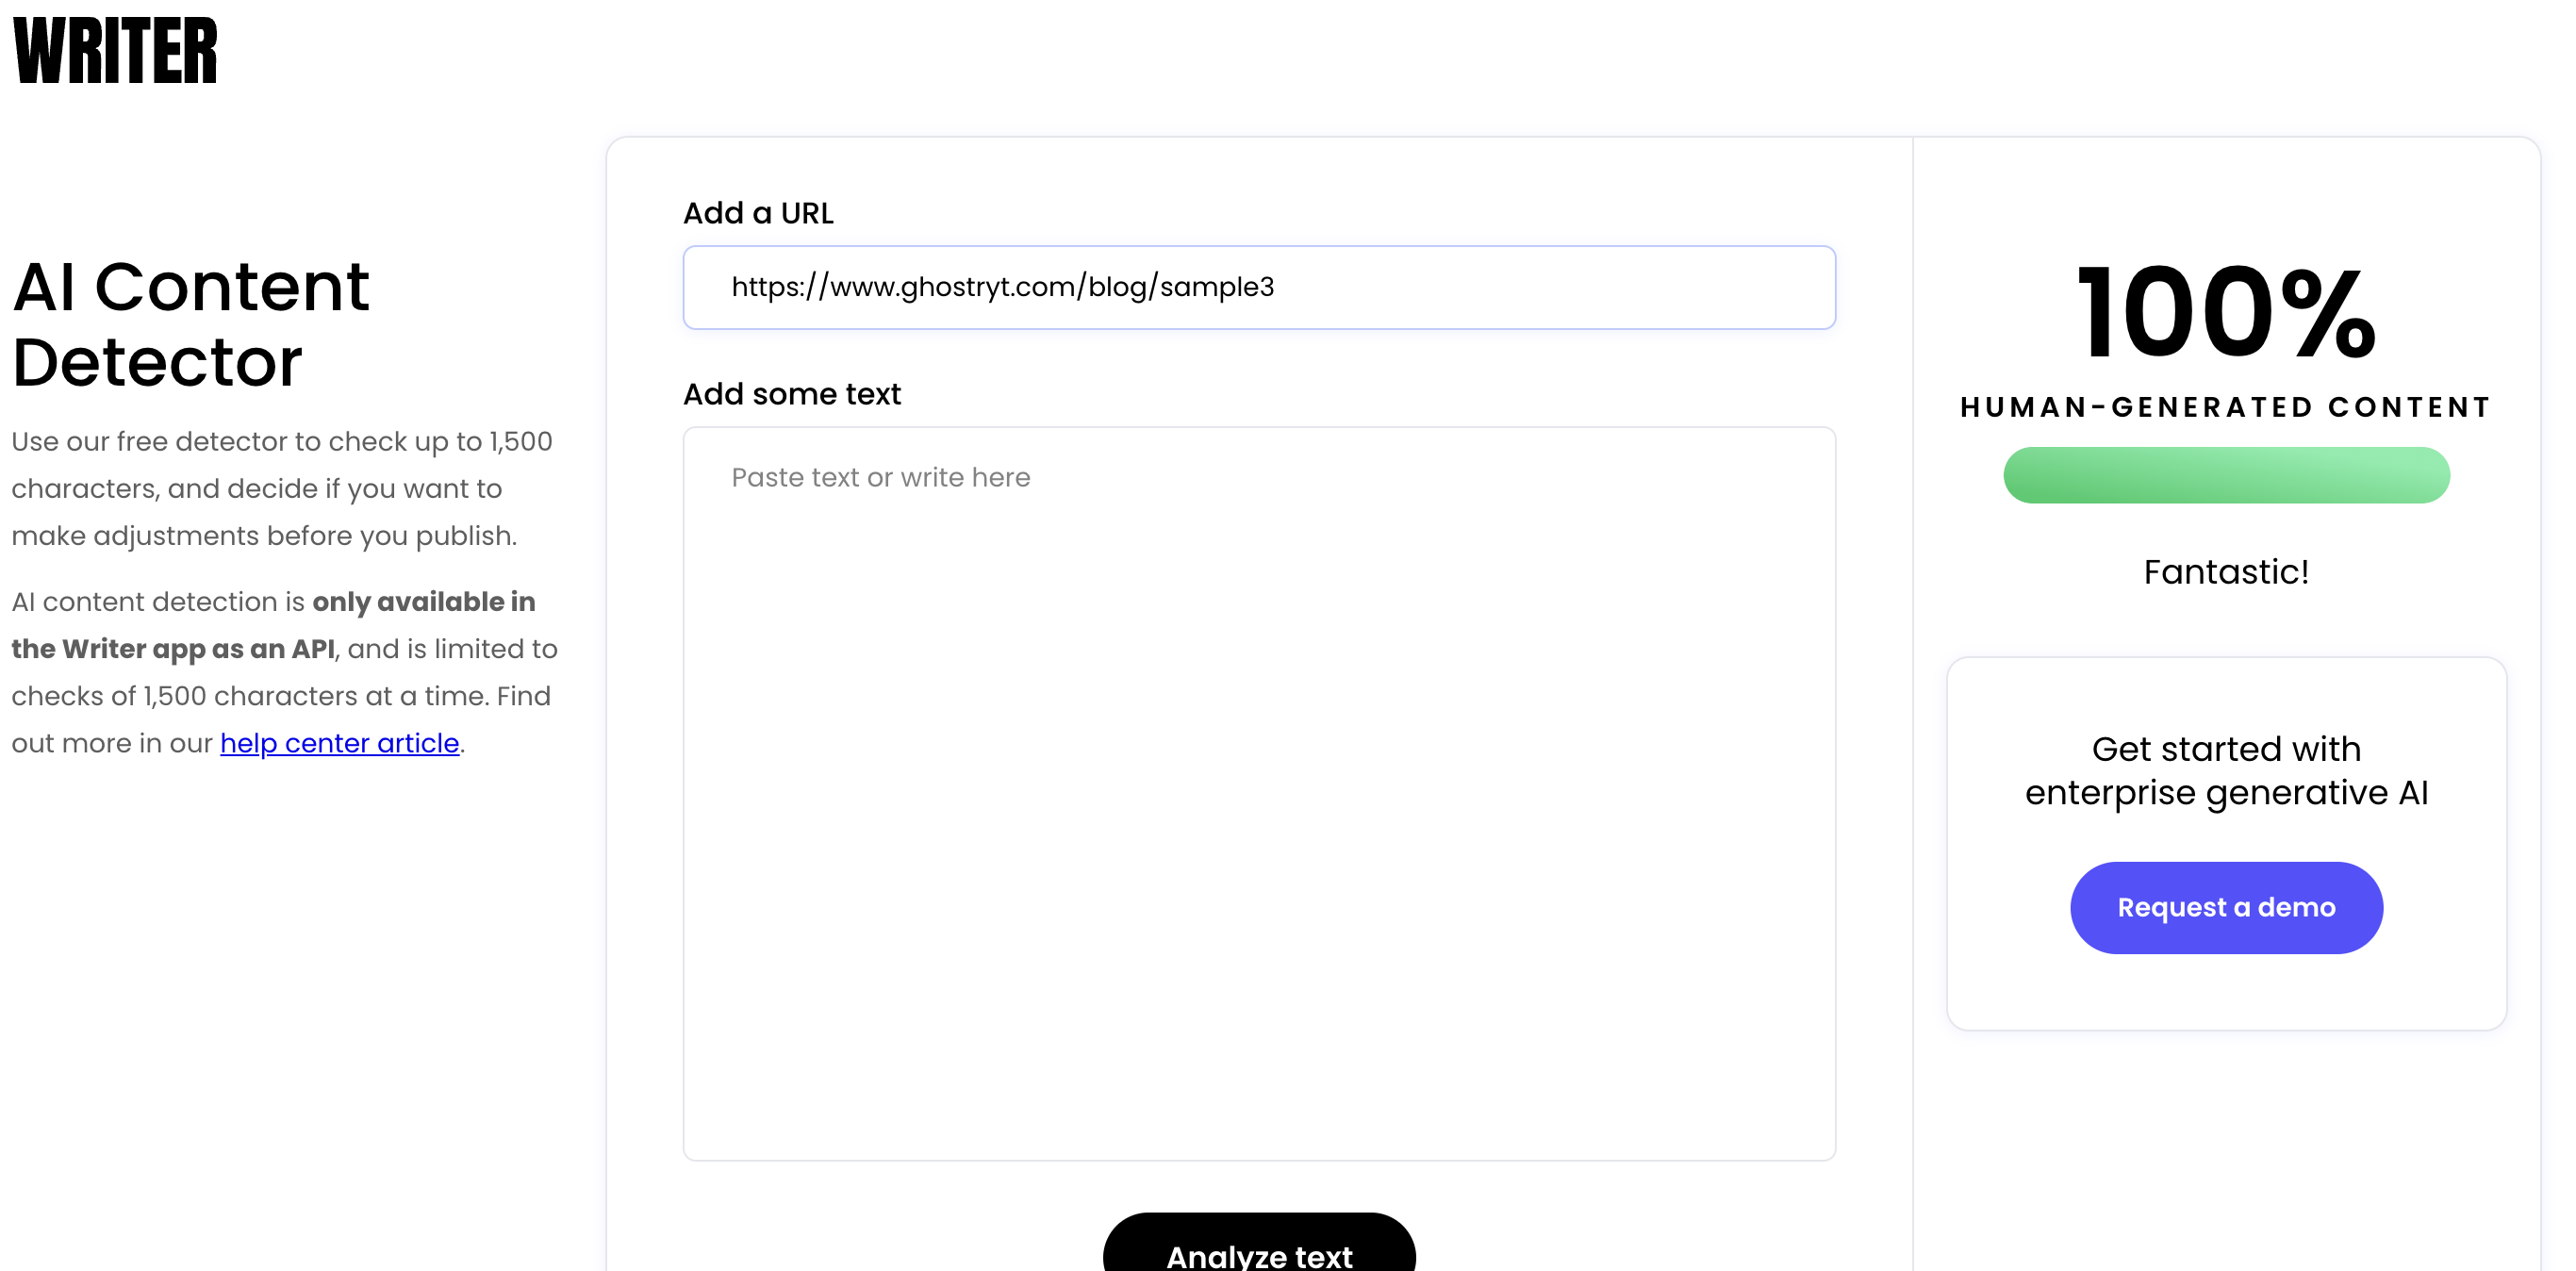 WRITER
AI Content
Detector
Use our free detector to check up to 1,500
characters, and decide if you want to
make adjustments before you publish.
AI content detection is only available in
the Writer app as an API, and is limited to
checks of 1,500 characters at a time. Find
out more in our help center article.
Add a URL
https://www.ghostryt.com/blog/sample3
Add some text
Paste text or write here
Analyze text
100%
HUMAN-GENERATED CONTENT
Fantastic!
Get started with
enterprise generative AI
Request a demo